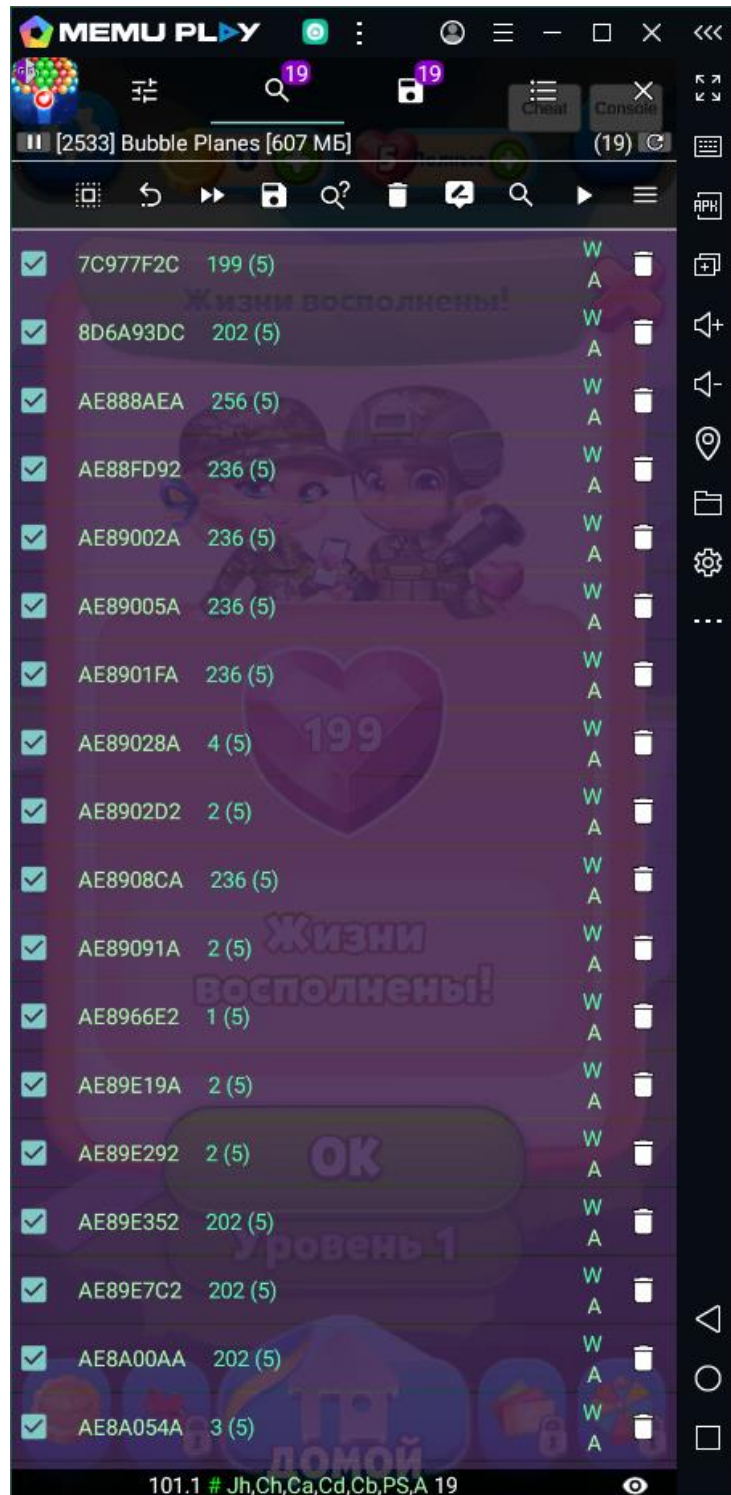 MEMU PLAY
19
19
Cheat
Console
[2533] Bubble Planes [607 МБ]
(19)
5
APK
7C977F2C 199 (5) W A
Жизни восполнены!
8D6A93DC 202 (5) W A
AE888AEA 256 (5) W A
AE88FD92 236 (5) W A
AE89002A 236 (5) W A
AE89005A 236 (5) W A
AE8901FA 236 (5) W A
199
AE89028A 4 (5) W A
AE8902D2 2 (5) W A
AE8908CA 236 (5) W A
Жизни
AE89091A 2 (5) W A
восполнены!
AE8966E2 1 (5) W A
AE89E19A 2 (5) W A
AE89E292 2 (5) W A
OK
AE89E352 202 (5) W A
Уровень 1
AE89E7C2 202 (5) W A
AE8A00AA 202 (5) W A
AE8A054A 3 (5) W A
ДОМОЙ
101.1 # Jh,Ch,Ca,Cd,Cb,PS,A 19